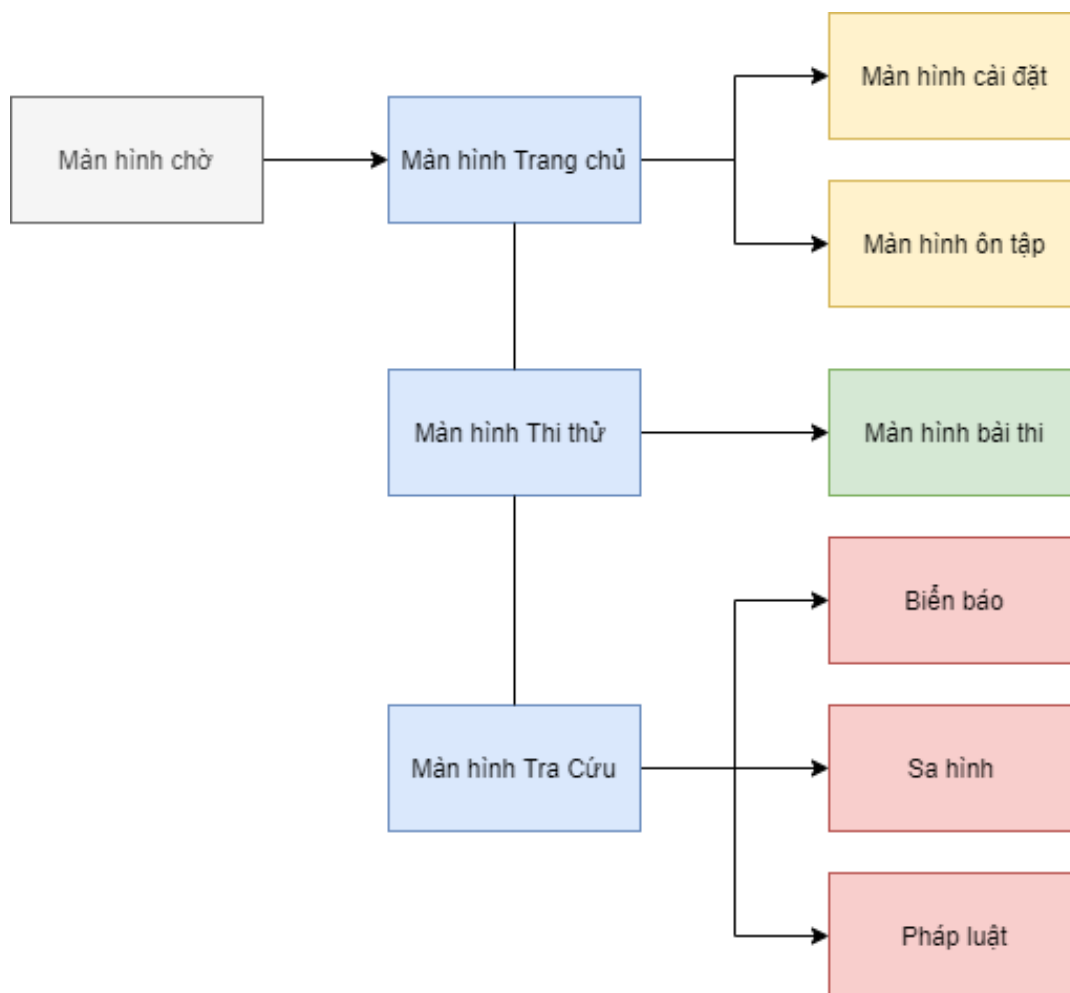 Màn hình cài đặt
Màn hình chờ
Màn hình Trang chủ
Màn hình ôn tập
Màn hình Thi thử
Màn hình bài thi
Biển báo
Màn hình Tra Cứu
Sa hình
Pháp luật